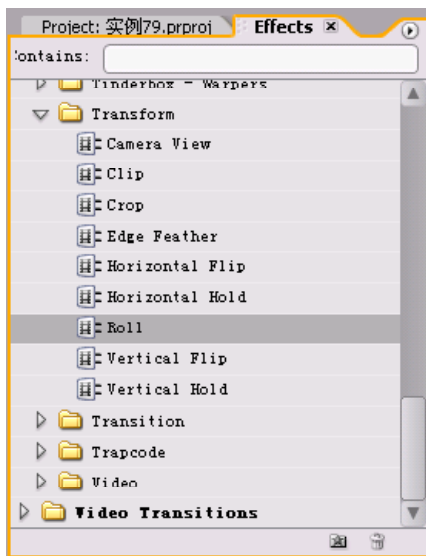 Project: 实例79.prproj Effects
ontains:
Tinderbox - Warpers
Transform
Camera View
Clip
Crop
Edge Feather
Horizontal Flip
Horizontal Hold
Roll
Vertical Flip
Vertical Hold
Transition
Trapcode
Video
Video Transitions